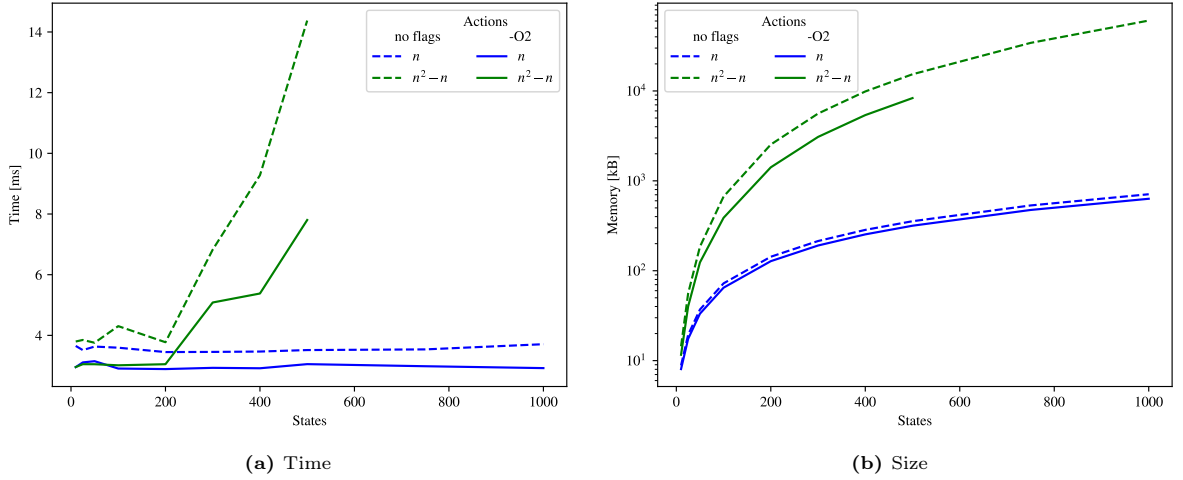 Time [ms]
14
12
10
8
6
4
0
200
400
600
800
1000
States
Actions
no flags -O2
n n
n² − n n² − n
(a) Time
Memory [kB]
10⁴
10³
10²
10¹
0
200
400
600
800
1000
States
Actions
no flags -O2
n n
n² − n n² − n
(b) Size